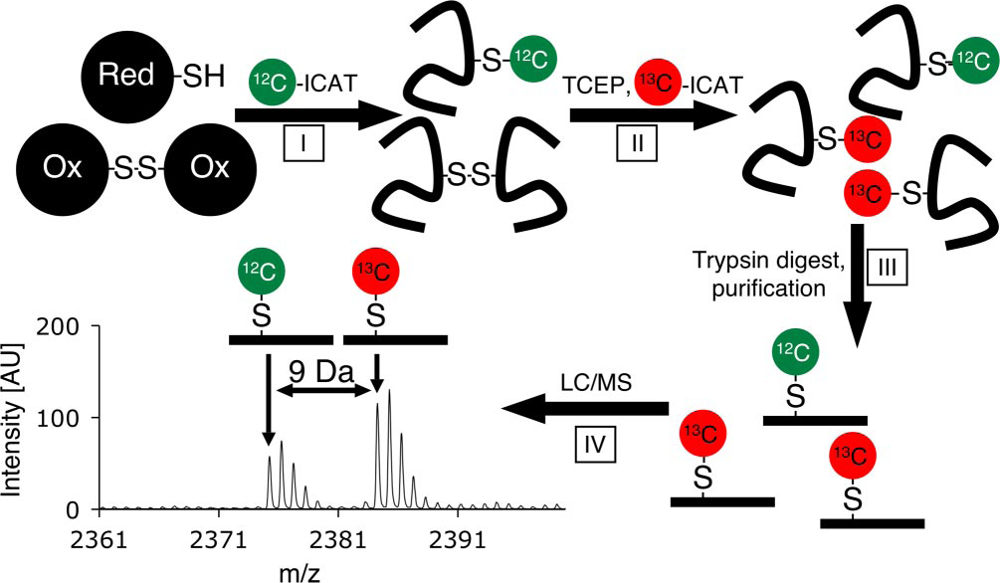 Red -SH
¹²C -ICAT
I
Ox -S-S- Ox
-S- ¹²C
-S-S-
TCEP, ¹³C -ICAT
II
-S- ¹²C
-S- ¹³C
¹³C -S-
Trypsin digest,
purification
III
¹²C
S
¹³C
S
¹³C
S
LC/MS
IV
¹²C
S
¹³C
S
9 Da
Intensity [AU]
200
100
0
2361 2371 2381 2391
m/z